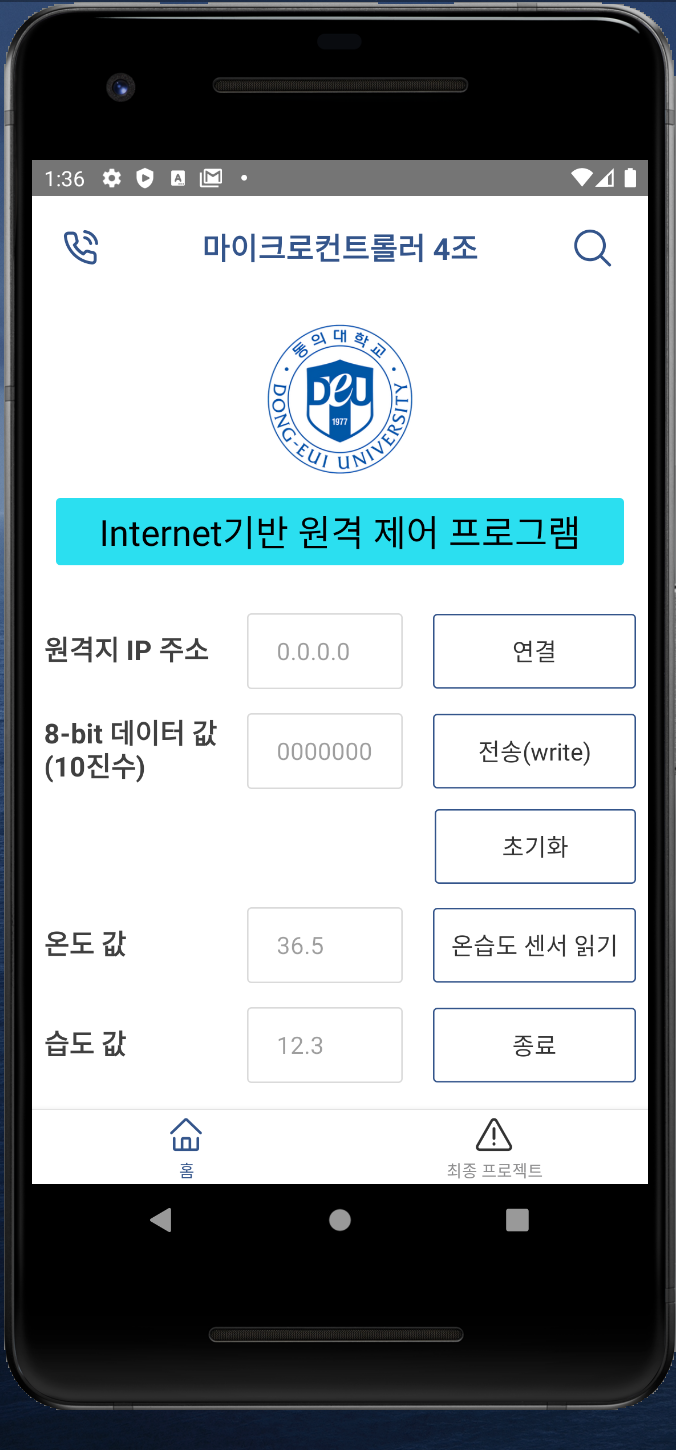 1:36
마이크로컨트롤러 4조
동의대학교
DEU
1977
DONG-EUI UNIVERSITY
Internet기반 원격 제어 프로그램
원격지 IP 주소
0.0.0.0
연결
8-bit 데이터 값
(10진수)
0000000
전송(write)
초기화
온도 값
36.5
온습도 센서 읽기
습도 값
12.3
종료
홈
최종 프로젝트